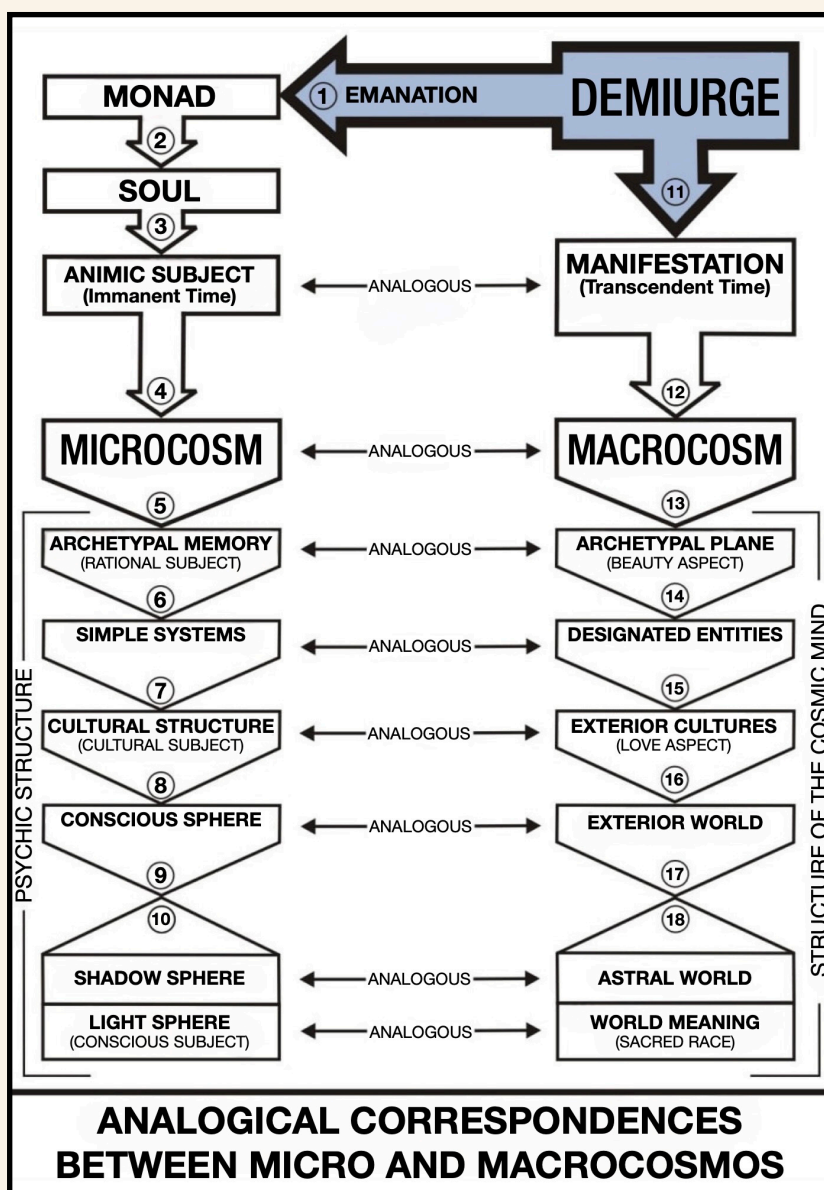 DEMIURGE
① EMANATION
MONAD
②
SOUL
③
⑪
ANIMIC SUBJECT
(Immanent Time)
ANALOGOUS
MANIFESTATION
(Transcendent Time)
④
⑫
MICROCOSM
ANALOGOUS
MACROCOSM
⑤
⑬
ARCHETYPAL MEMORY
(RATIONAL SUBJECT)
ANALOGOUS
ARCHETYPAL PLANE
(BEAUTY ASPECT)
⑥
⑭
SIMPLE SYSTEMS
ANALOGOUS
DESIGNATED ENTITIES
⑦
⑮
CULTURAL STRUCTURE
(CULTURAL SUBJECT)
ANALOGOUS
EXTERIOR CULTURES
(LOVE ASPECT)
⑧
⑯
CONSCIOUS SPHERE
ANALOGOUS
EXTERIOR WORLD
⑨
⑰
⑩
⑱
SHADOW SPHERE
ANALOGOUS
ASTRAL WORLD
LIGHT SPHERE
(CONSCIOUS SUBJECT)
ANALOGOUS
WORLD MEANING
(SACRED RACE)
PSYCHIC STRUCTURE
STRUCTURE OF THE COSMIC MIND
ANALOGICAL CORRESPONDENCES
BETWEEN MICRO AND MACROCOSMOS